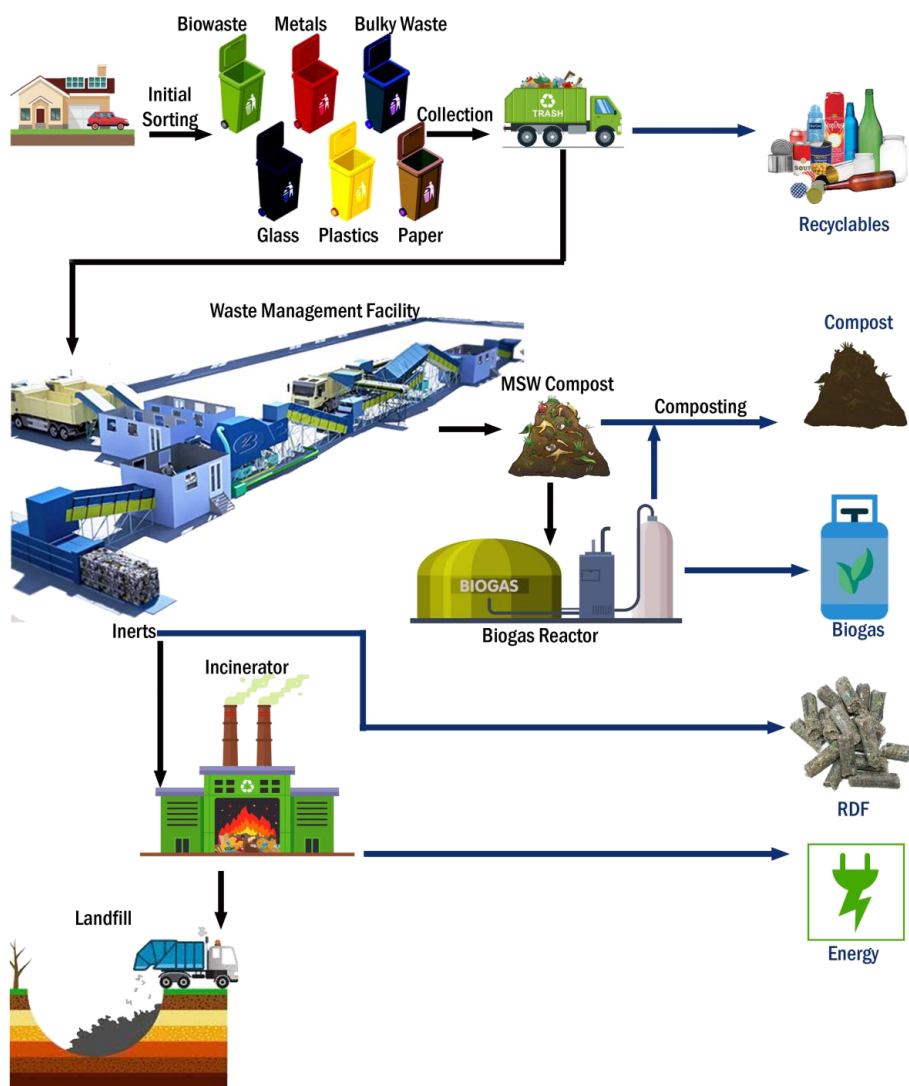 Biowaste
Metals
Bulky Waste
Initial
Sorting
Collection
TRASH
Glass
Plastics
Paper
Recyclables
Waste Management Facility
Compost
MSW Compost
Composting
BIOGAS
Biogas Reactor
Biogas
Inerts
Incinerator
RDF
Landfill
Energy